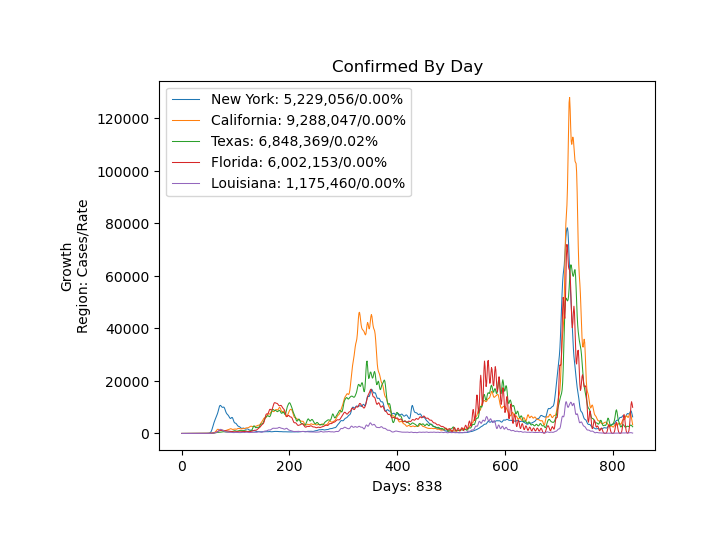 Confirmed By Day
New York: 5,229,056/0.00%
California: 9,288,047/0.00%
Texas: 6,848,369/0.02%
Florida: 6,002,153/0.00%
Louisiana: 1,175,460/0.00%
120000
100000
80000
60000
40000
20000
0
Growth
Region: Cases/Rate
0 200 400 600 800
Days: 838